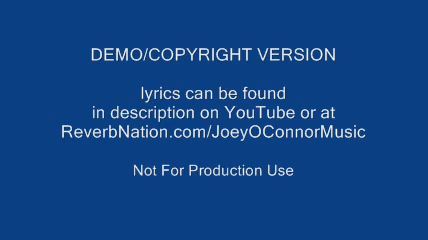 DEMO/COPYRIGHT VERSION
lyrics can be found
in description on YouTube or at
ReverbNation.com/JoeyOConnorMusic
Not For Production Use